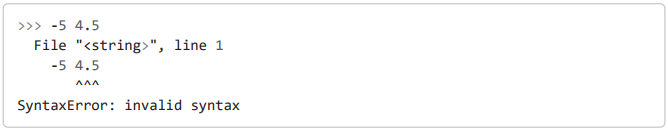 >>> -5 4.5
  File "<string>", line 1
    -5 4.5
       ^^^
SyntaxError: invalid syntax